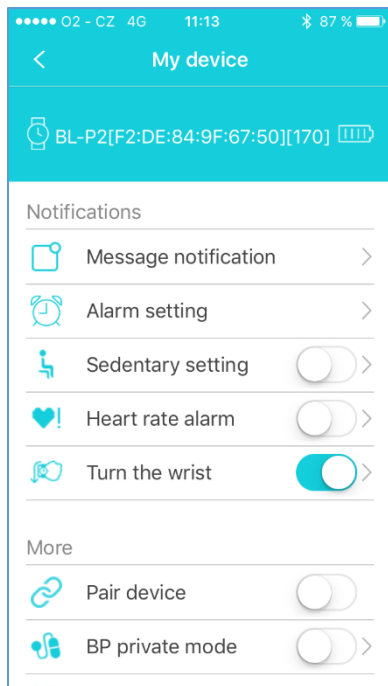 O2 - CZ 4G 11:13 87 %
My device
BL-P2[F2:DE:84:9F:67:50][170]
Notifications
Message notification
Alarm setting
Sedentary setting
Heart rate alarm
Turn the wrist
More
Pair device
BP private mode